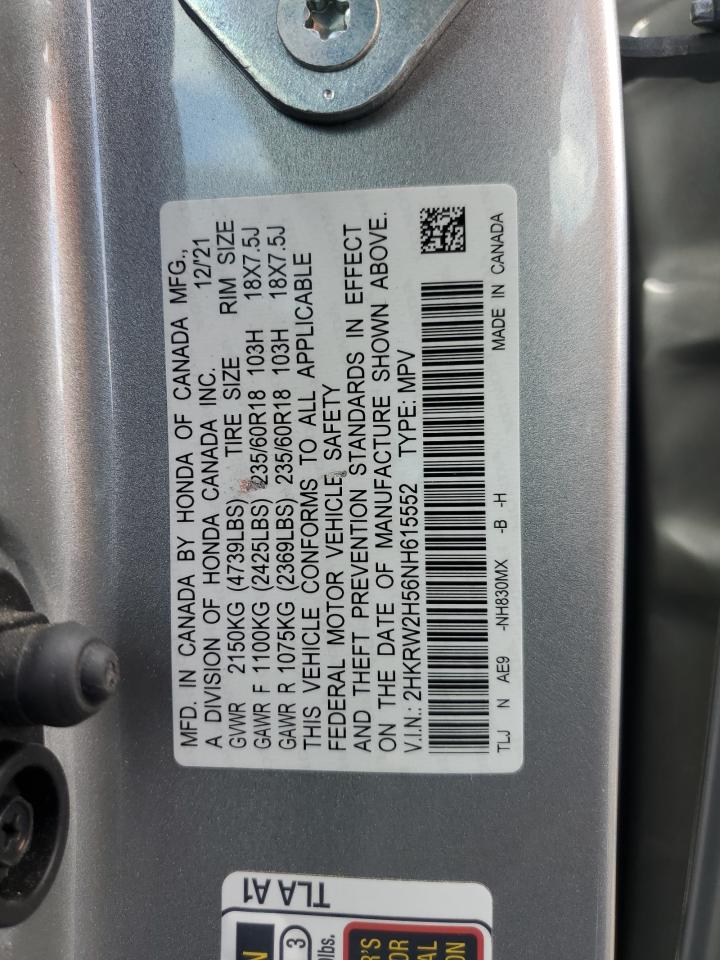 MFD. IN CANADA BY HONDA OF CANADA MFG.,
A DIVISION OF HONDA CANADA INC. 12/'21
GVWR 2150KG (4739LBS) TIRE SIZE RIM SIZE
GAWR F 1100KG (2425LBS) 235/60R18 103H 18X7.5J
GAWR R 1075KG (2369LBS) 235/60R18 103H 18X7.5J
THIS VEHICLE CONFORMS TO ALL APPLICABLE
FEDERAL MOTOR VEHICLE SAFETY
AND THEFT PREVENTION STANDARDS IN EFFECT
ON THE DATE OF MANUFACTURE SHOWN ABOVE.
V.I.N.: 2HKRW2H56NH615552 TYPE: MPV
TLJ N AE9 -NH830MX -B -H MADE IN CANADA
TLA A1
3
lbs.